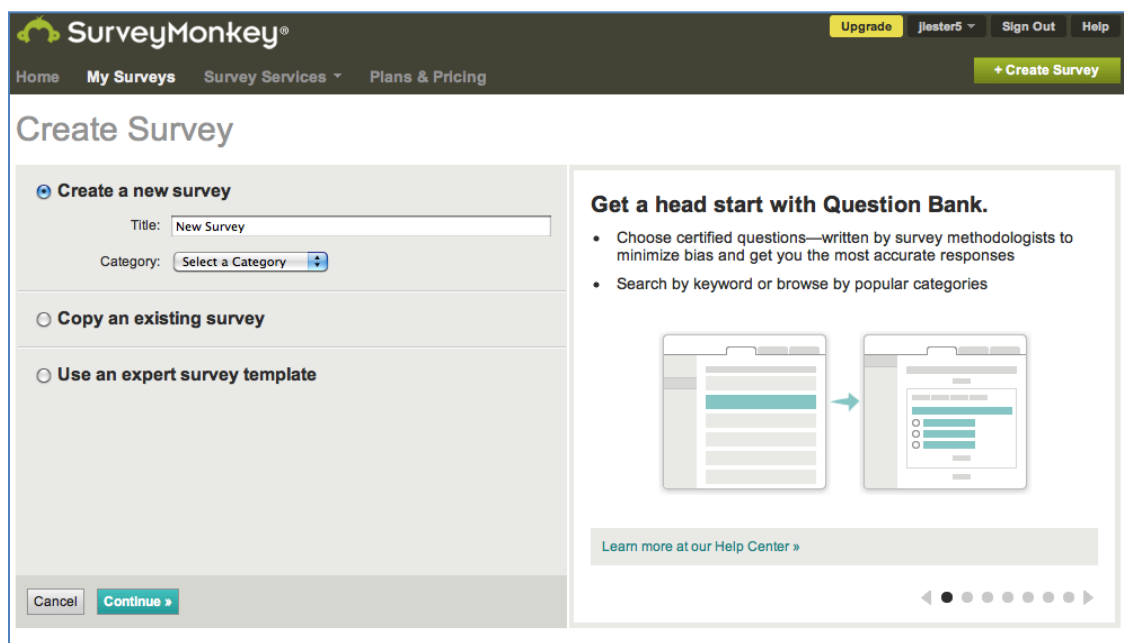 SurveyMonkey®
Upgrade jlester5 Sign Out Help
Home My Surveys Survey Services Plans & Pricing
+ Create Survey
Create Survey
Create a new survey
Title: New Survey
Category: Select a Category
Copy an existing survey
Use an expert survey template
Cancel Continue »
Get a head start with Question Bank.
• Choose certified questions—written by survey methodologists to
minimize bias and get you the most accurate responses
• Search by keyword or browse by popular categories
Learn more at our Help Center »